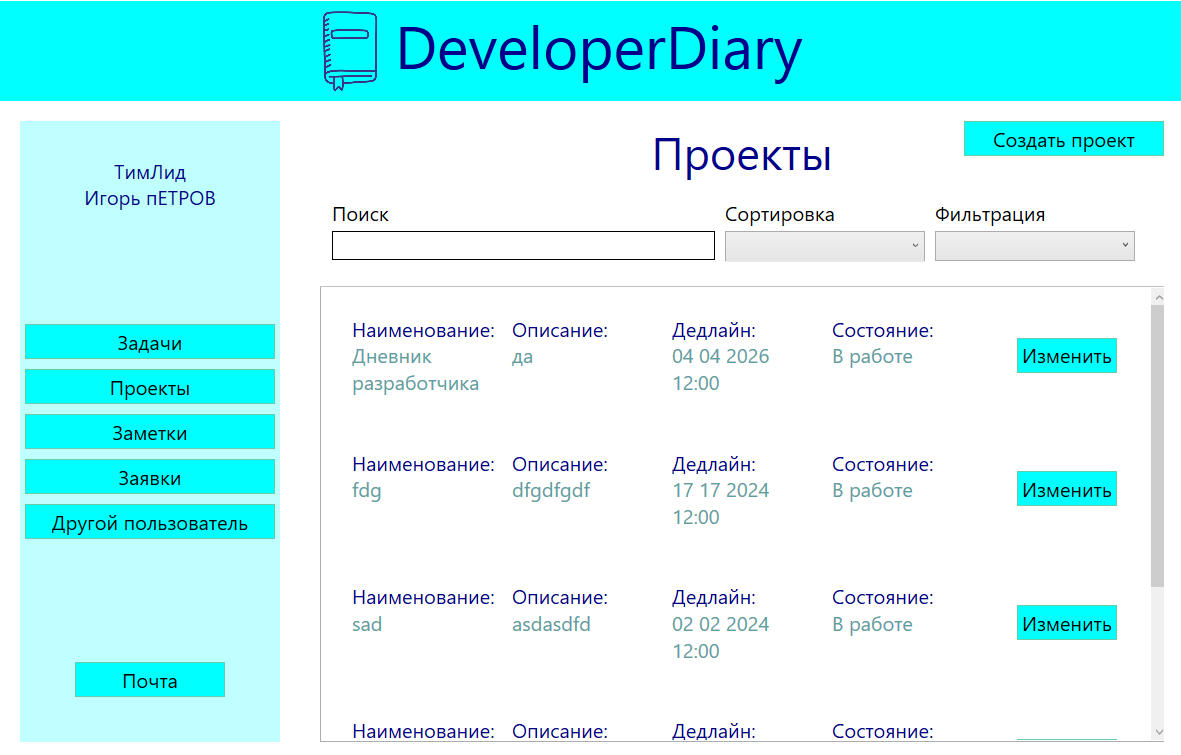 DeveloperDiary
ТимЛид
Игорь пЕТРОВ
Задачи
Проекты
Заметки
Заявки
Другой пользователь
Почта
Проекты
Создать проект
Поиск Сортировка Фильтрация
Наименование: Описание: Дедлайн: Состояние:
Дневник да 04 04 2026 В работе Изменить
разработчика 12:00
Наименование: Описание: Дедлайн: Состояние:
fdg dfgdfgdf 17 17 2024 В работе Изменить
12:00
Наименование: Описание: Дедлайн: Состояние:
sad asdasdfd 02 02 2024 В работе Изменить
12:00
Наименование: Описание: Дедлайн: Состояние: